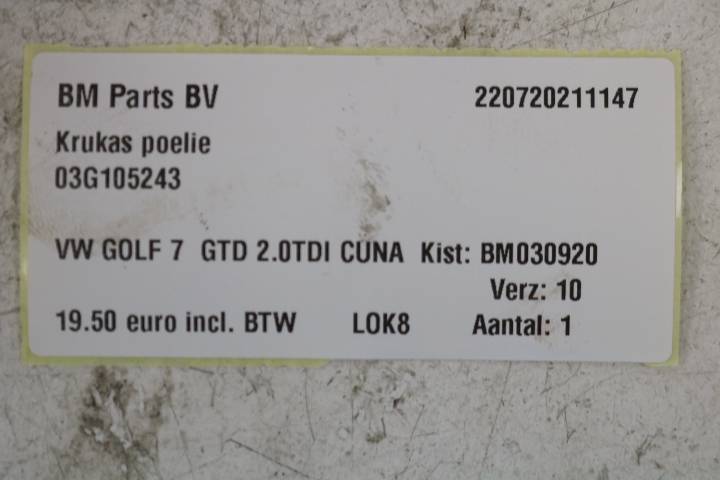 BM Parts BV 220720211147
Krukas poelie
03G105243
VW GOLF 7 GTD 2.0TDI CUNA Kist: BM030920
Verz: 10
19.50 euro incl. BTW LOK8 Aantal: 1